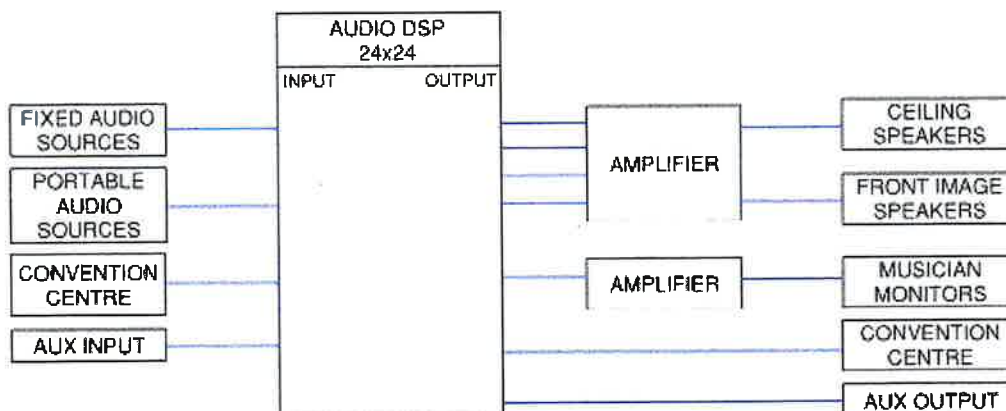 AUDIO DSP
24x24
INPUT OUTPUT
FIXED AUDIO
SOURCES
PORTABLE
AUDIO
SOURCES
CONVENTION
CENTRE
AUX INPUT
AMPLIFIER
AMPLIFIER
CEILING
SPEAKERS
FRONT IMAGE
SPEAKERS
MUSICIAN
MONITORS
CONVENTION
CENTRE
AUX OUTPUT